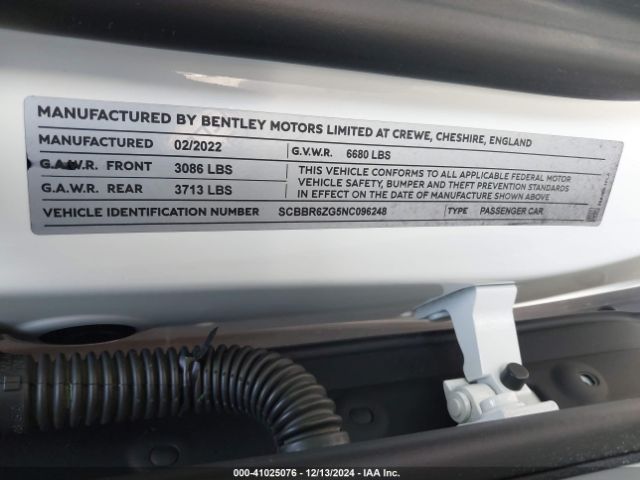 MANUFACTURED BY BENTLEY MOTORS LIMITED AT CREWE, CHESHIRE, ENGLAND
MANUFACTURED 02/2022 G.V.W.R. 6680 LBS
G.A.W.R. FRONT 3086 LBS
G.A.W.R. REAR 3713 LBS
THIS VEHICLE CONFORMS TO ALL APPLICABLE FEDERAL MOTOR
VEHICLE SAFETY, BUMPER AND THEFT PREVENTION STANDARDS
IN EFFECT ON THE DATE OF MANUFACTURE SHOWN ABOVE
VEHICLE IDENTIFICATION NUMBER SCBBR6ZG5NC096248 TYPE PASSENGER CAR
000-41025076 - 12/13/2024 - IAA Inc.